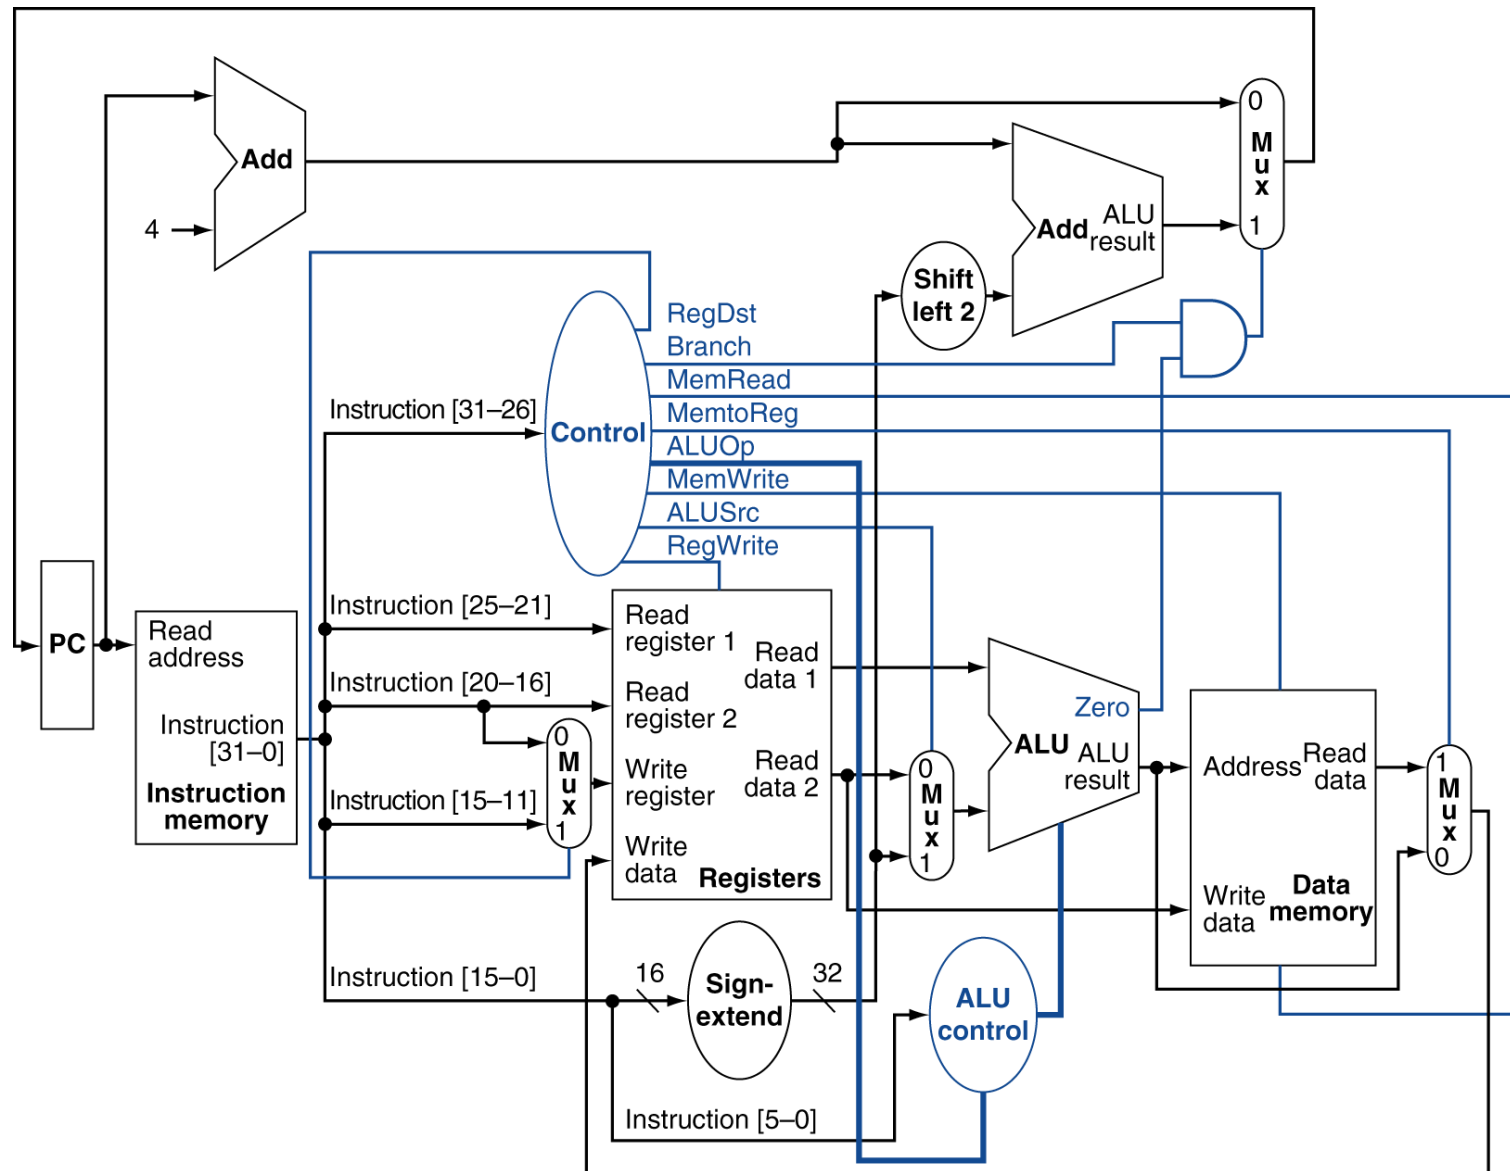 Add
4
0
Mux
1
Add
ALU
result
Shift
left 2
RegDst
Branch
MemRead
MemtoReg
ALUOp
MemWrite
ALUSrc
RegWrite
Control
Instruction [31–26]
Instruction [25–21]
Instruction [20–16]
Instruction [15–11]
Instruction [15–0]
Instruction [5–0]
PC
Read
address
Instruction
[31–0]
Instruction
memory
0
Mux
1
Read
register 1
Read
register 2
Write
register
Write
data
Read
data 1
Read
data 2
Registers
16
Sign-
extend
32
0
Mux
1
Zero
ALU
ALU
result
ALU
control
Address
Read
data
Write
data
Data
memory
1
Mux
0